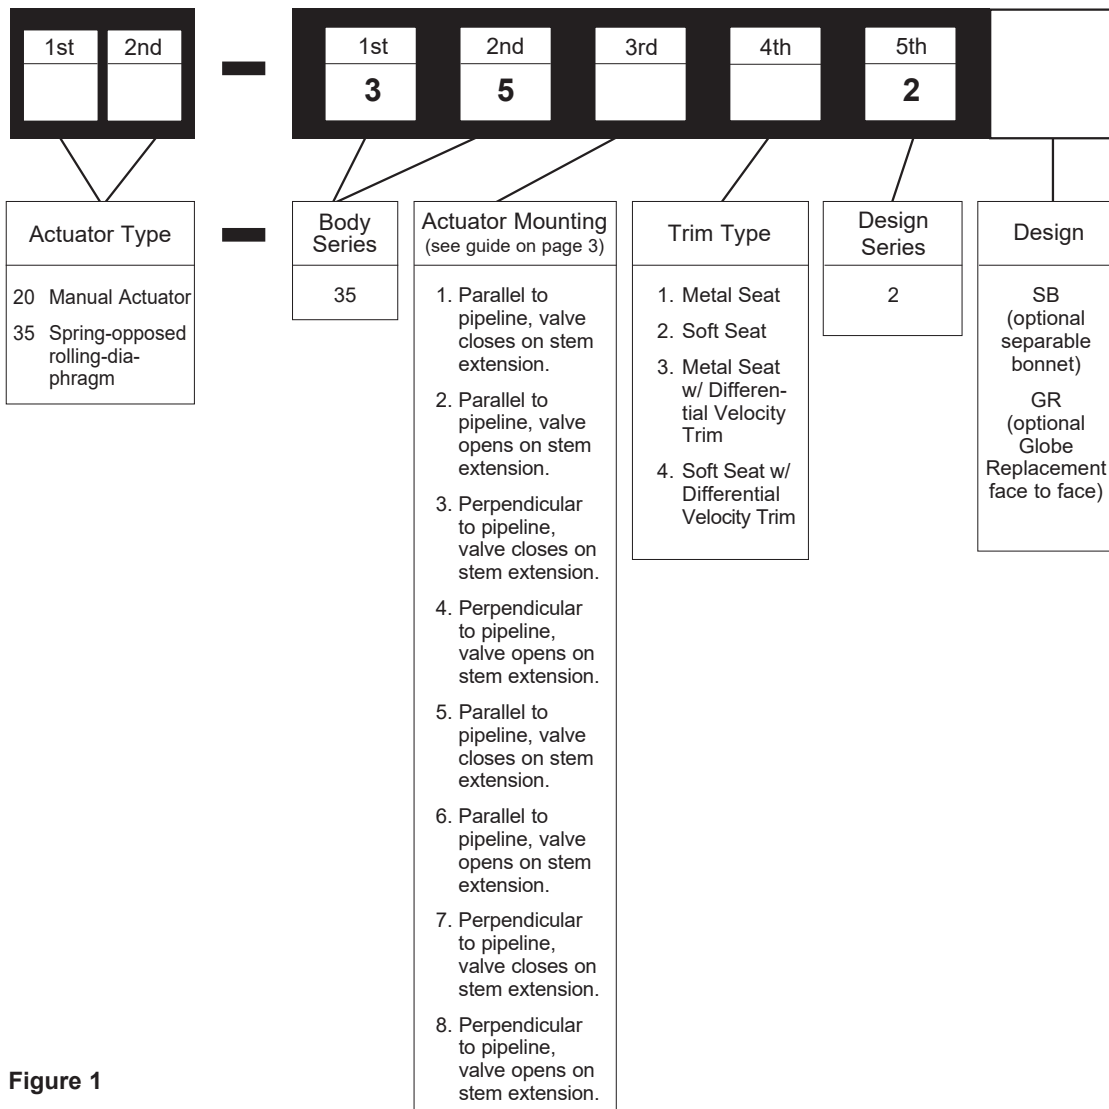 1st 2nd
1st 2nd 3rd 4th 5th
3 5 2
Actuator Type
20 Manual Actuator
35 Spring-opposed
rolling-dia-
phragm
Body
Series
35
Actuator Mounting
(see guide on page 3)
1. Parallel to
pipeline, valve
closes on stem
extension.
2. Parallel to
pipeline, valve
opens on stem
extension.
3. Perpendicular
to pipeline,
valve closes on
stem extension.
4. Perpendicular
to pipeline,
valve opens on
stem extension.
5. Parallel to
pipeline, valve
closes on stem
extension.
6. Parallel to
pipeline, valve
opens on stem
extension.
7. Perpendicular
to pipeline,
valve closes on
stem extension.
8. Perpendicular
to pipeline,
valve opens on
stem extension.
Trim Type
1. Metal Seat
2. Soft Seat
3. Metal Seat
w/ Differen-
tial Velocity
Trim
4. Soft Seat w/
Differential
Velocity Trim
Design
Series
2
Design
SB
(optional
separable
bonnet)
GR
(optional
Globe
Replacement
face to face)
Figure 1